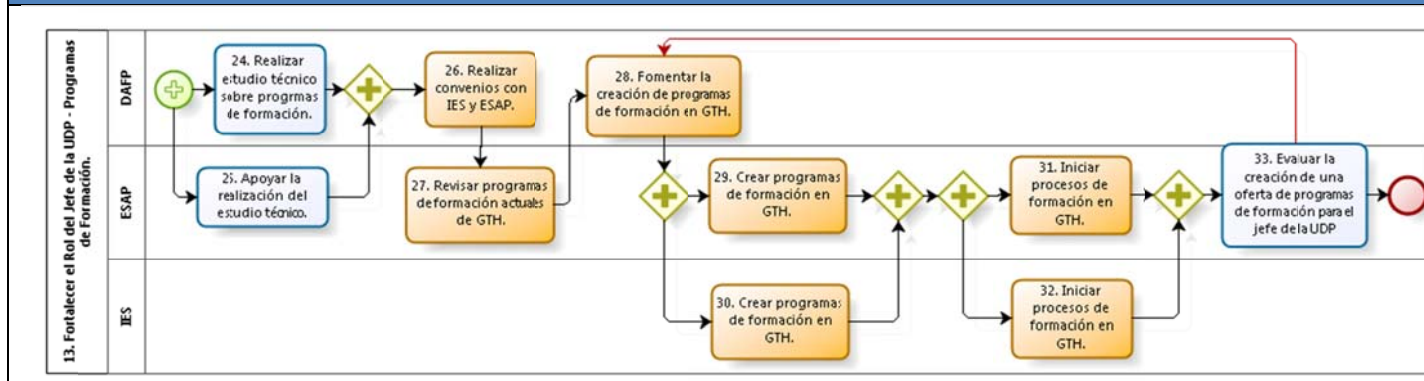 13. Fortalecer el Rol del Jefe de la UDP - Programas
de Formación.
DAFP
24. Realizar
estudio técnico
sobre progrmas
de formación.
26. Realizar
convenios con
IES y ESAP.
28. Fomentar la
creación de programas
de formación en GTH.
ESAP
25. Apoyar la
realización del
estudio técnico.
27. Revisar programas
de formación actuales
de GTH.
29. Crear programas
de formación en
GTH.
31. Iniciar
procesos de
formación en
GTH.
33. Evaluar la
creación de una
oferta de programas
de formación para el
jefe de la UDP
IES
30. Crear programas
de formación en
GTH.
32. Iniciar
procesos de
formación en
GTH.